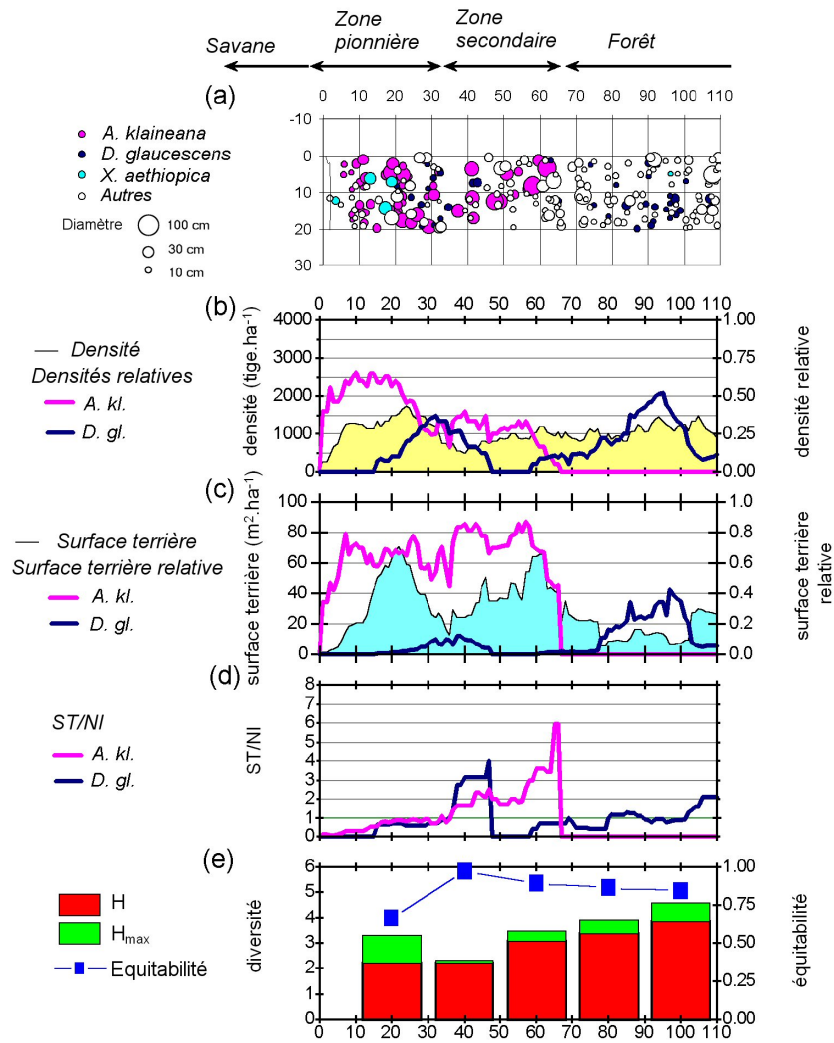 Savane
Zone pionnière
Zone secondaire
Forêt
(a)
0 10 20 30 40 50 60 70 80 90 100 110
-10
0
10
20
30
A. klaineana
D. glaucescens
X. aethiopica
Autres
Diamètre
100 cm
30 cm
10 cm
(b)
0 10 20 30 40 50 60 70 80 90 100 110
4000
3000
2000
1000
0
densité (tige.ha⁻¹)
1.00
0.75
0.50
0.25
0.00
densité relative
Densité
Densités relatives
A. kl.
D. gl.
(c)
100
80
60
40
20
0
surface terrière (m².ha⁻¹)
1.0
0.8
0.6
0.4
0.2
0.0
surface terrière relative
Surface terrière
Surface terrière relative
A. kl.
D. gl.
(d)
8
7
6
5
4
3
2
1
0
ST/NI
ST/NI
A. kl.
D. gl.
(e)
6
5
4
3
2
1
0
diversité
1.00
0.75
0.50
0.25
0.00
équitabilité
H
Hmax
Equitabilité
0 10 20 30 40 50 60 70 80 90 100 110